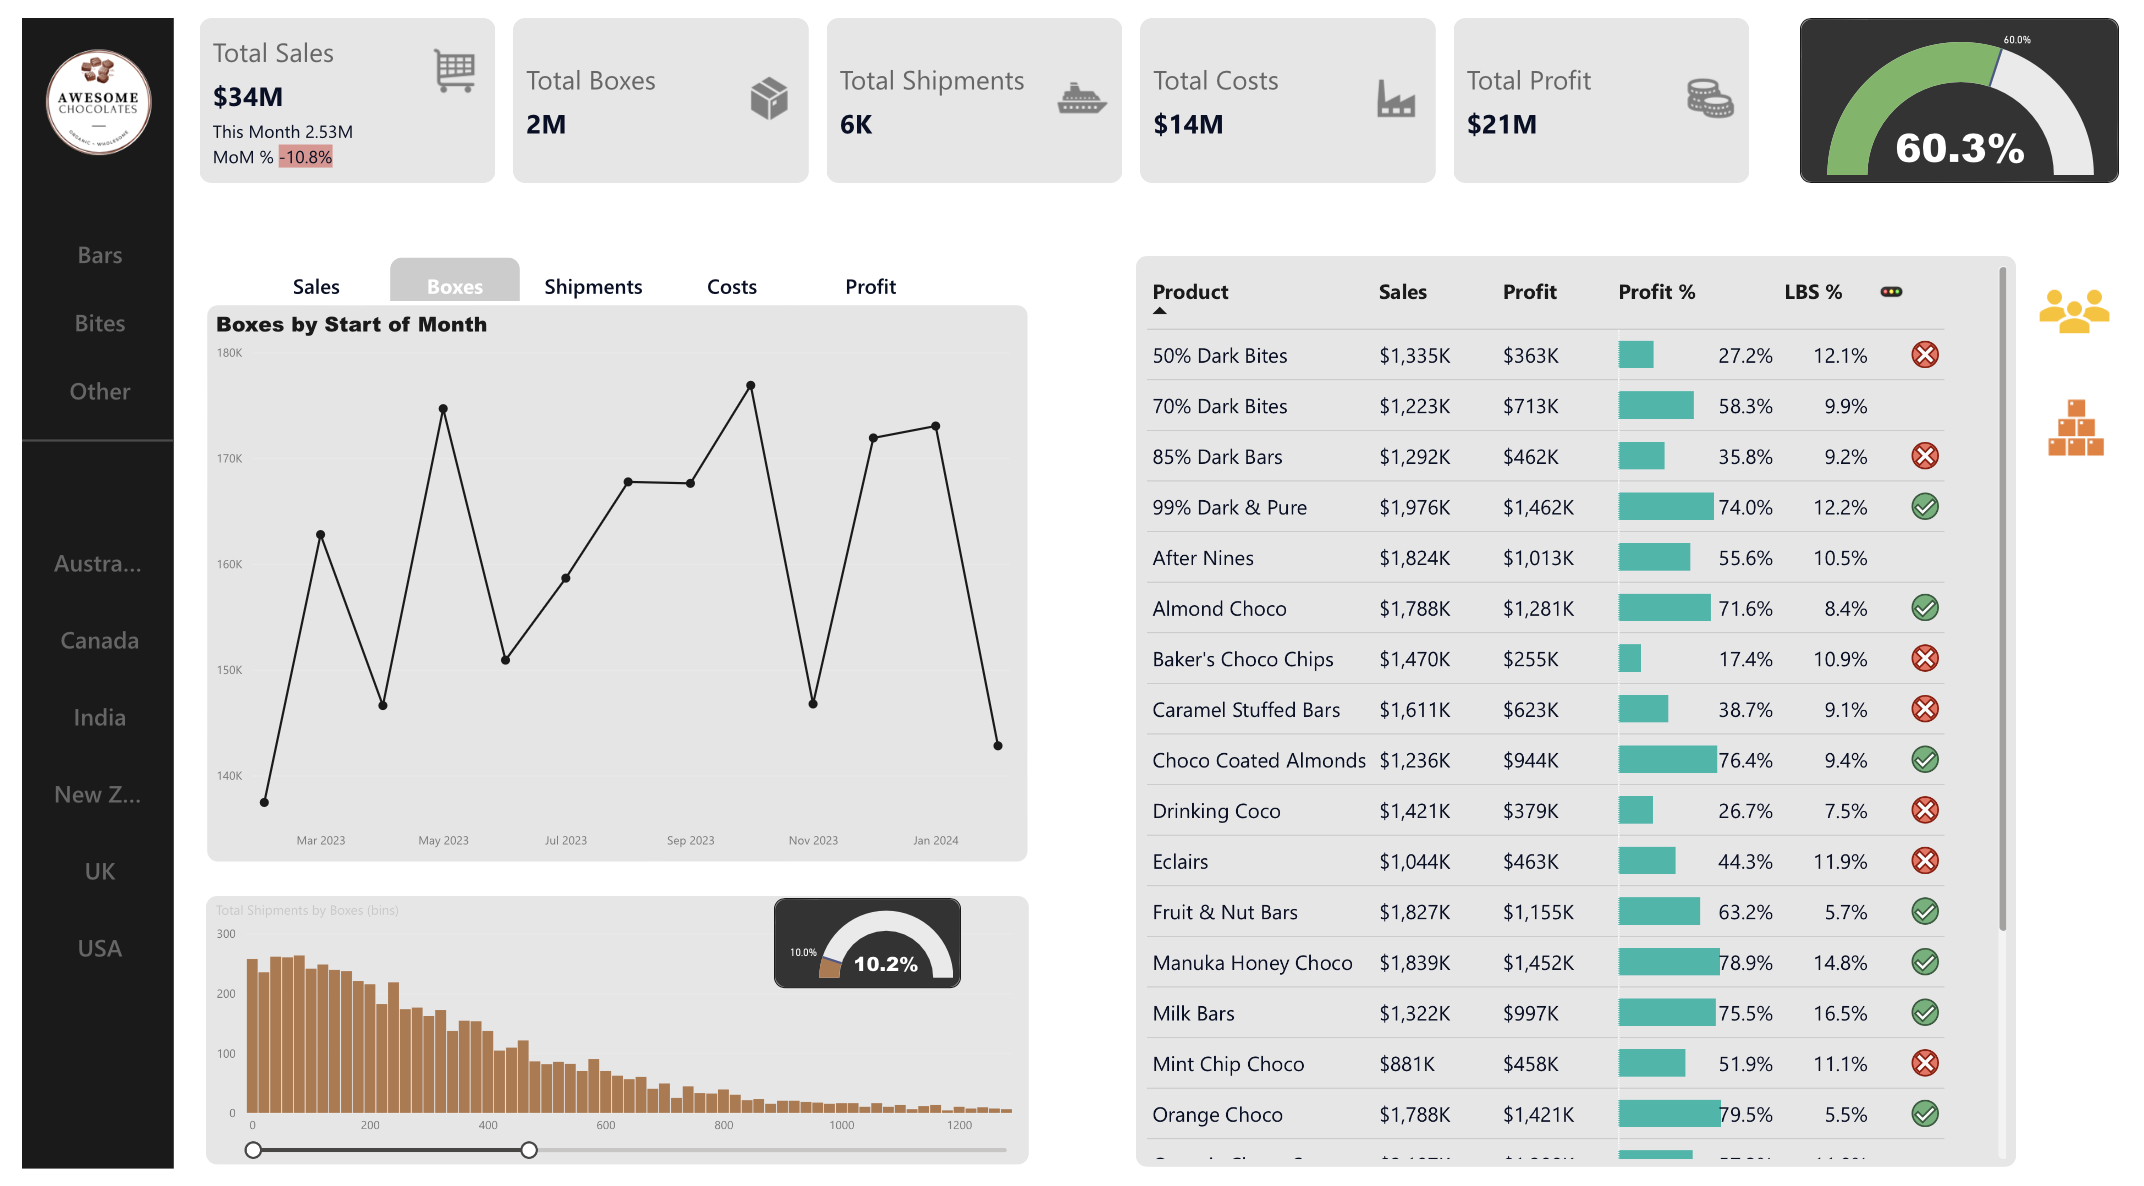 AWESOME
CHOCOLATES
ORGANIC - WHOLESOME
Bars
Bites
Other
Austra...
Canada
India
New Z...
UK
USA
Total Sales
$34M
This Month 2.53M
MoM % -10.8%
Total Boxes
2M
Total Shipments
6K
Total Costs
$14M
Total Profit
$21M
60.0%
60.3%
Sales Boxes Shipments Costs Profit
Boxes by Start of Month
180K
170K
160K
150K
140K
Mar 2023 May 2023 Jul 2023 Sep 2023 Nov 2023 Jan 2024
Total Shipments by Boxes (bins)
300
200
100
0
0 200 400 600 800 1000 1200
10.0%
10.2%
Product Sales Profit Profit % LBS %
50% Dark Bites $1,335K $363K 27.2% 12.1%
70% Dark Bites $1,223K $713K 58.3% 9.9%
85% Dark Bars $1,292K $462K 35.8% 9.2%
99% Dark & Pure $1,976K $1,462K 74.0% 12.2%
After Nines $1,824K $1,013K 55.6% 10.5%
Almond Choco $1,788K $1,281K 71.6% 8.4%
Baker's Choco Chips $1,470K $255K 17.4% 10.9%
Caramel Stuffed Bars $1,611K $623K 38.7% 9.1%
Choco Coated Almonds $1,236K $944K 76.4% 9.4%
Drinking Coco $1,421K $379K 26.7% 7.5%
Eclairs $1,044K $463K 44.3% 11.9%
Fruit & Nut Bars $1,827K $1,155K 63.2% 5.7%
Manuka Honey Choco $1,839K $1,452K 78.9% 14.8%
Milk Bars $1,322K $997K 75.5% 16.5%
Mint Chip Choco $881K $458K 51.9% 11.1%
Orange Choco $1,788K $1,421K 79.5% 5.5%